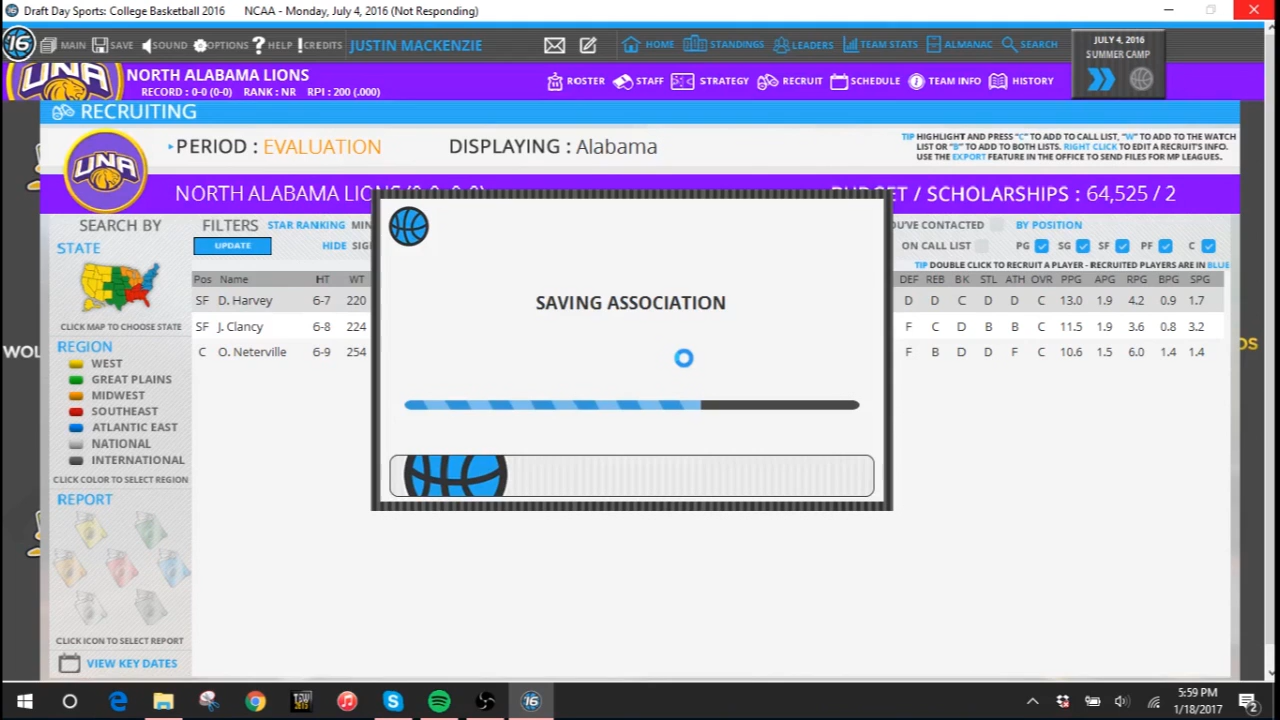 Draft Day Sports: College Basketball 2016 NCAA - Monday, July 4, 2016 (Not Responding)
'16 MAIN SAVE SOUND OPTIONS HELP CREDITS JUSTIN MACKENZIE HOME STANDINGS LEADERS TEAM STATS ALMANAC SEARCH
JULY 4, 2016
SUMMER CAMP
UNA NORTH ALABAMA LIONS
RECORD : 0-0 (0-0) RANK : NR RPI : 200 (.000)
ROSTER STAFF STRATEGY RECRUIT SCHEDULE TEAM INFO HISTORY
RECRUITING
UNA
PERIOD : EVALUATION DISPLAYING : Alabama
TIP HIGHLIGHT AND PRESS "C" TO ADD TO CALL LIST, "W" TO ADD TO THE WATCH
LIST OR "B" TO ADD TO BOTH LISTS. RIGHT CLICK TO EDIT A RECRUIT'S INFO.
USE THE EXPORT FEATURE IN THE OFFICE TO SEND FILES FOR MP LEAGUES.
NORTH ALABAMA LIONS / SCHOLARSHIPS : 64,525 / 2
SEARCH BY
STATE
CLICK MAP TO CHOOSE STATE
REGION
WEST
GREAT PLAINS
MIDWEST
SOUTHEAST
ATLANTIC EAST
NATIONAL
INTERNATIONAL
CLICK COLOR TO SELECT REGION
REPORT
CLICK ICON TO SELECT REPORT
VIEW KEY DATES
FILTERS STAR RANKING MIN CONTACTED BY POSITION
UPDATE HIDE SIG ON CALL LIST PG SG SF PF C
TIP DOUBLE CLICK TO RECRUIT A PLAYER - RECRUITED PLAYERS ARE IN BLUE
Pos Name HT WT DEF REB BK STL ATH OVR PPG APG RPG BPG SPG
SF D. Harvey 6-7 220 D D C D D C 13.0 1.9 4.2 0.9 1.7
SF J. Clancy 6-8 224 F C D B B C 11.5 1.9 3.6 0.8 3.2
C O. Neterville 6-9 254 F B D D F C 10.6 1.5 6.0 1.4 1.4
SAVING ASSOCIATION
16 5:59 PM
1/18/2017
2